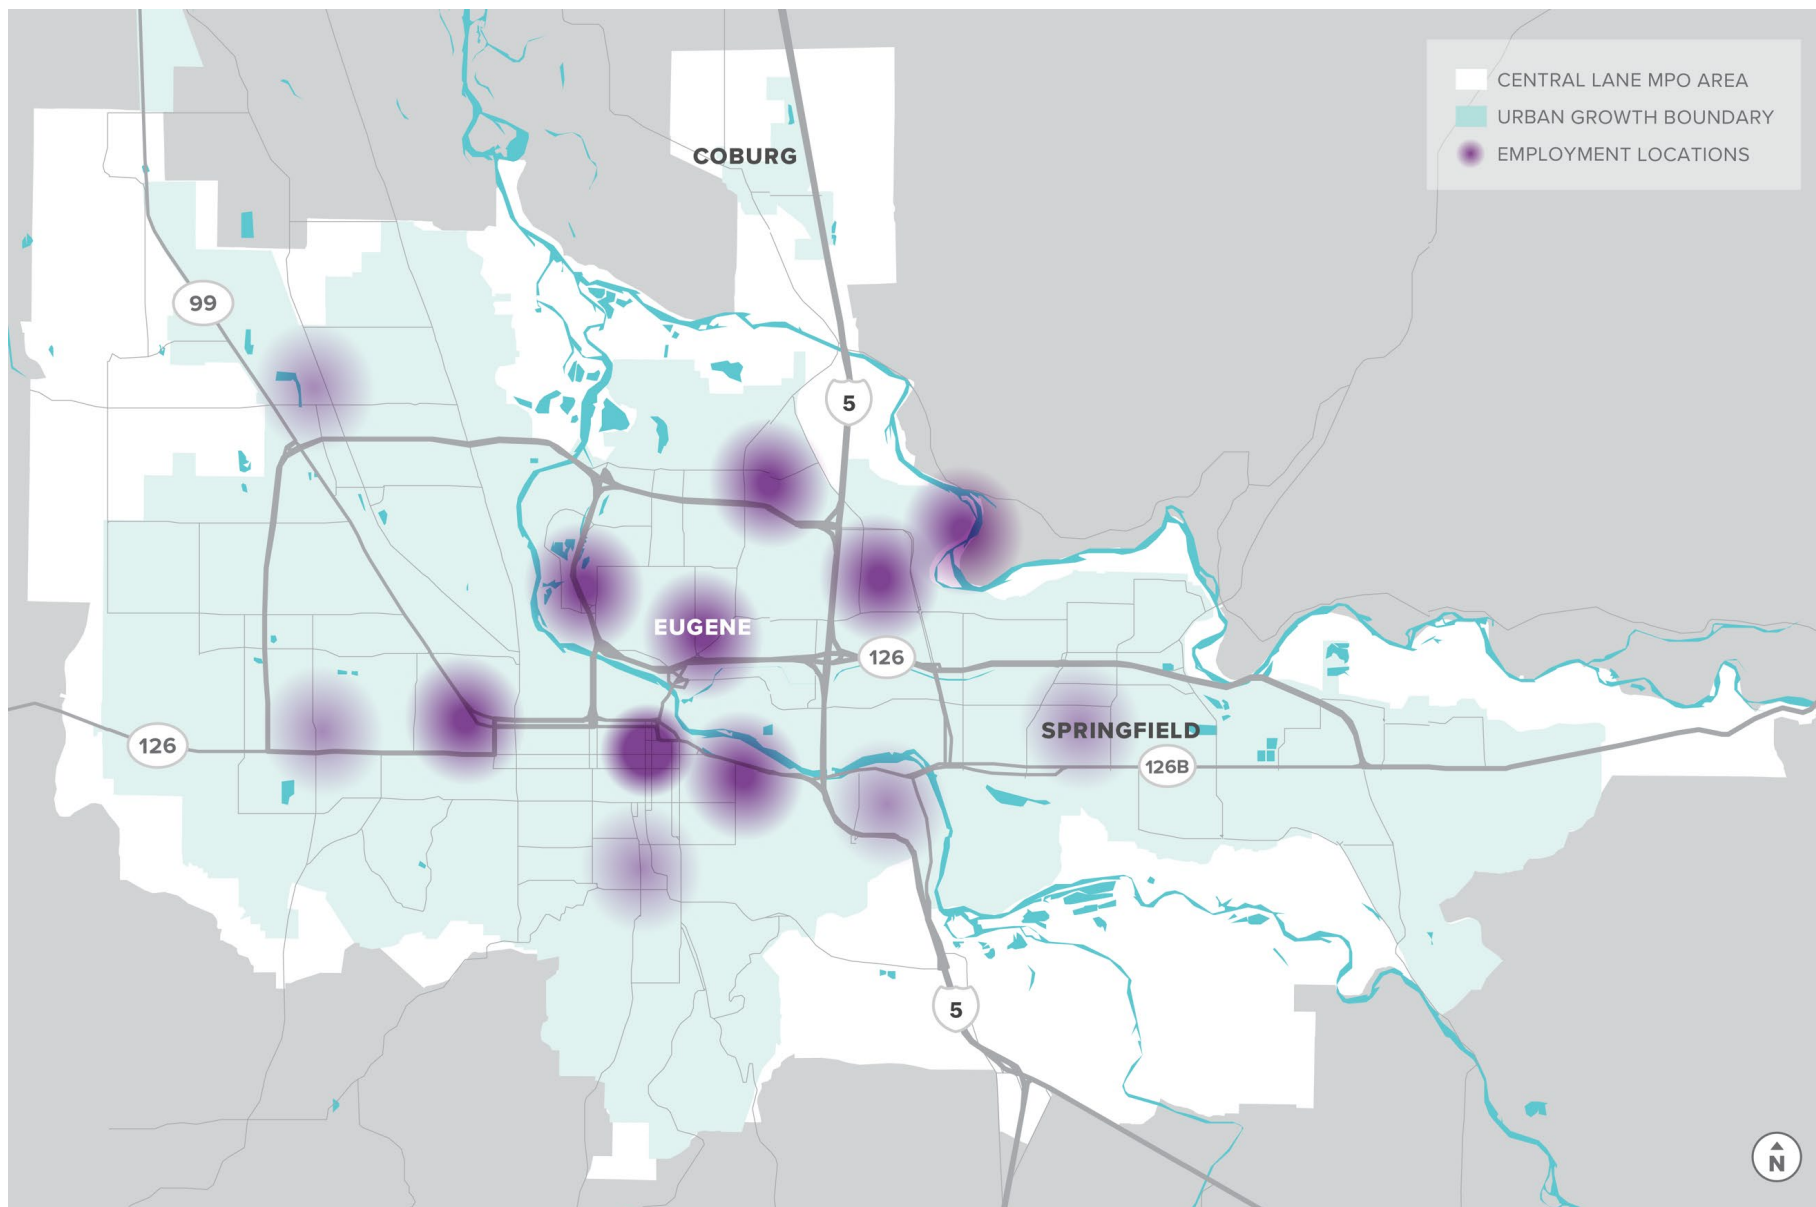 CENTRAL LANE MPO AREA
URBAN GROWTH BOUNDARY
EMPLOYMENT LOCATIONS
COBURG
99
5
EUGENE
126
SPRINGFIELD
126
126B
5
N